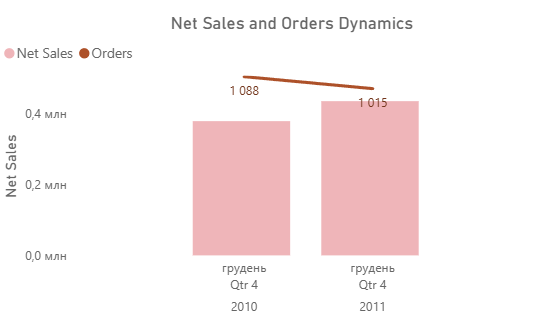 Net Sales and Orders Dynamics
Net Sales Orders
1 088
1 015
0,4 млн
0,2 млн
0,0 млн
Net Sales
грудень грудень
Qtr 4 Qtr 4
2010 2011